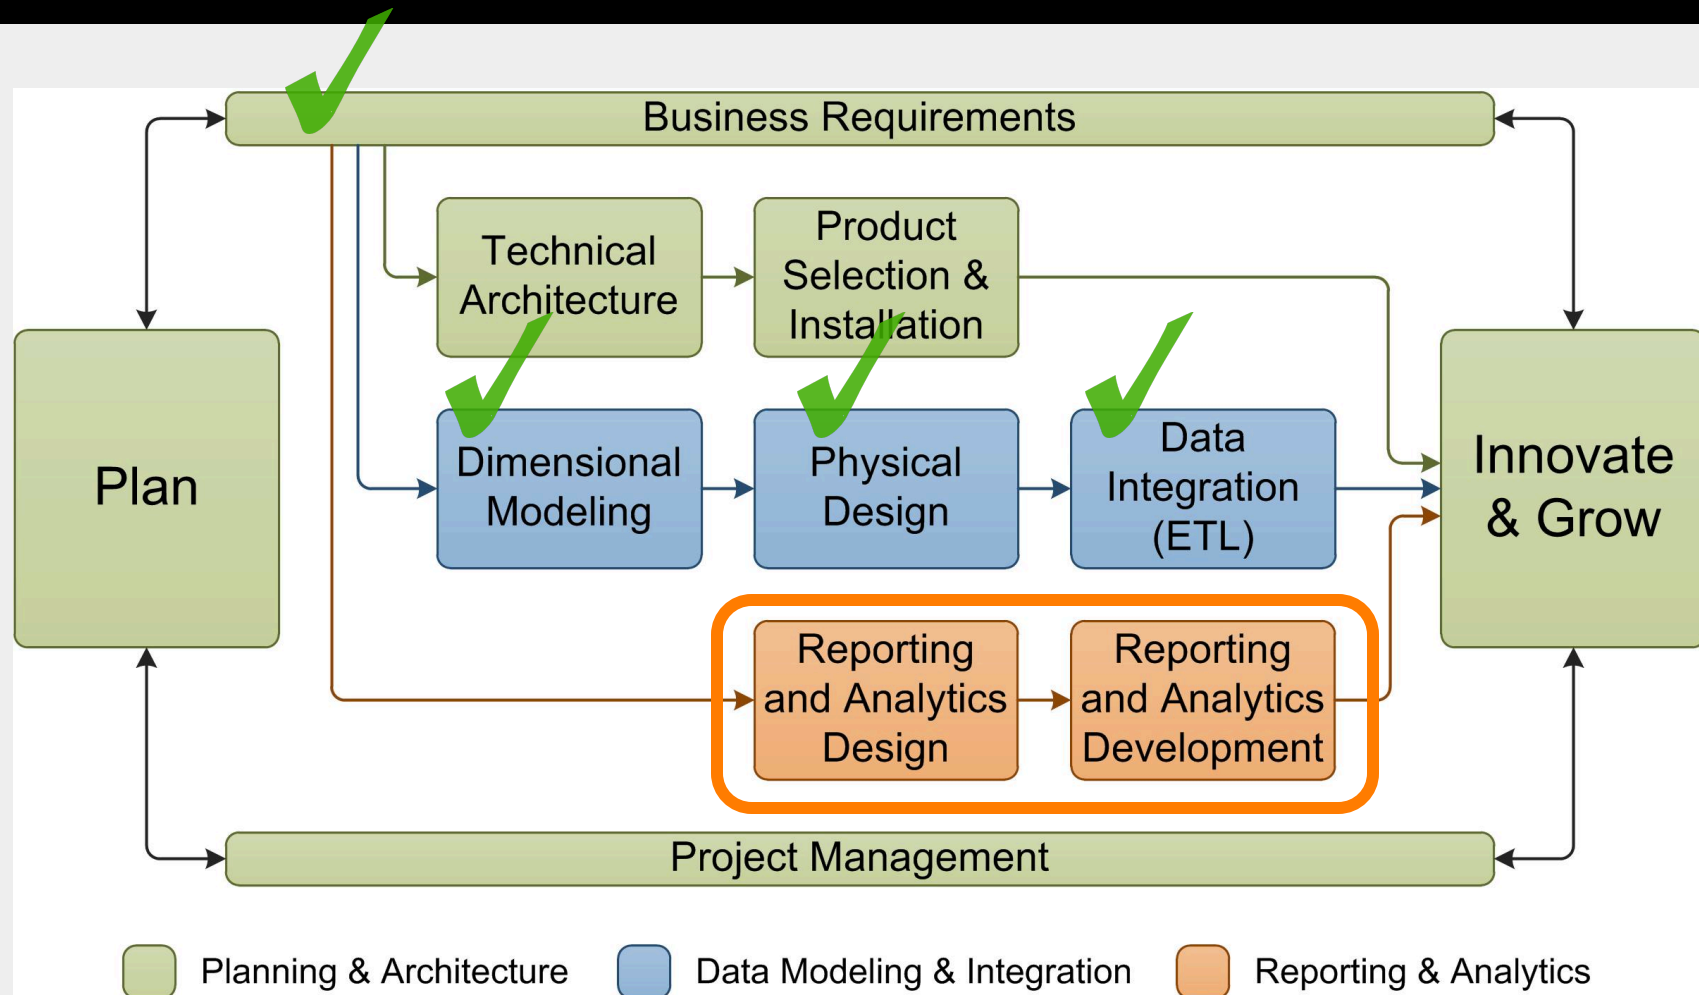 Business Requirements
Technical
Architecture
Product
Selection &
Installation
Plan
Dimensional
Modeling
Physical
Design
Data
Integration
(ETL)
Innovate
& Grow
Reporting
and Analytics
Design
Reporting
and Analytics
Development
Project Management
Planning & Architecture
Data Modeling & Integration
Reporting & Analytics